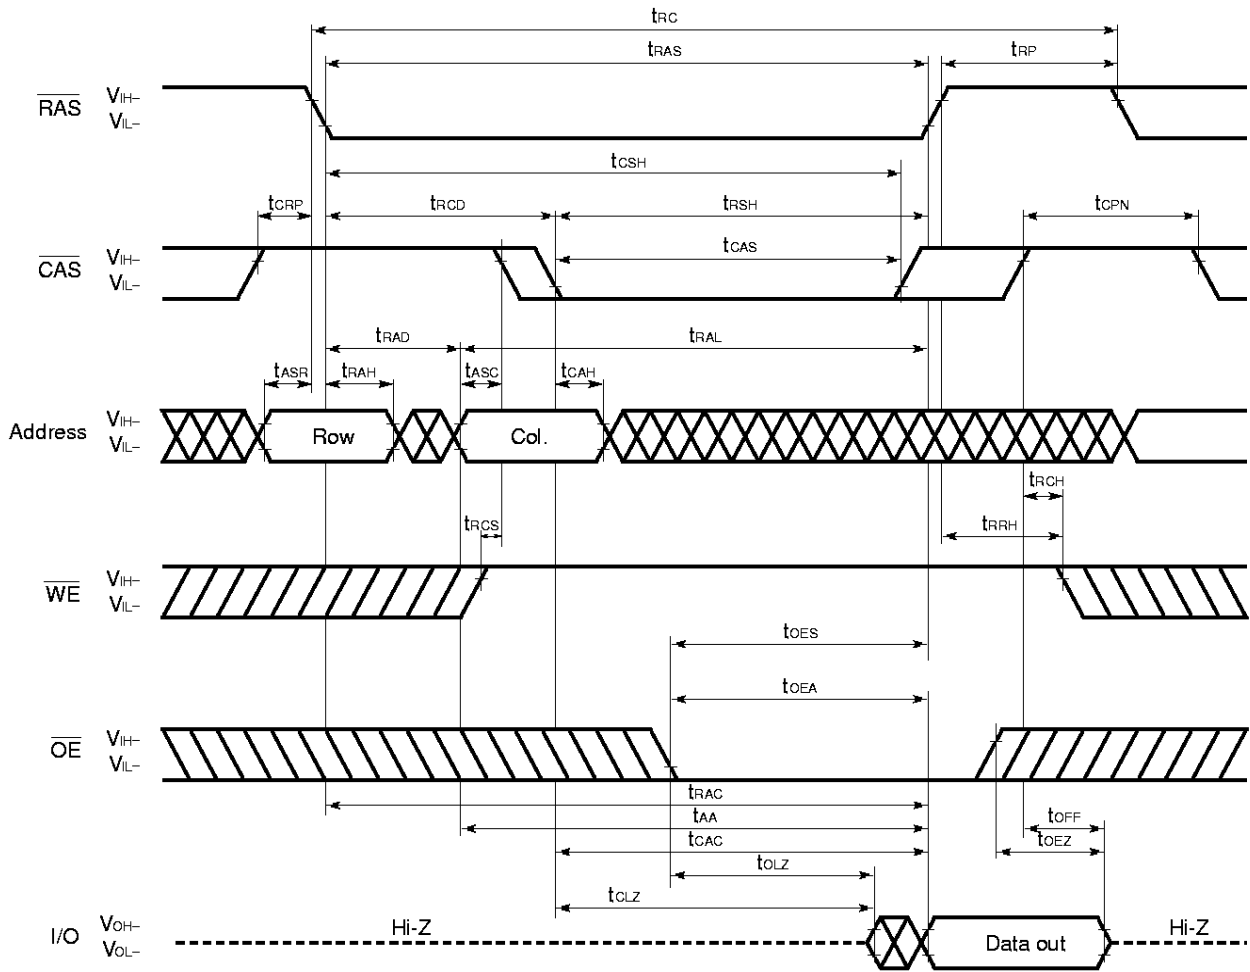 tRC
tRAS
tRP
RAS
VIH–
VIL–
tCSH
tCRP
tRCD
tRSH
tCPN
CAS
VIH–
VIL–
tCAS
tRAD
tRAL
tASR
tRAH
tASC
tCAH
Address
VIH–
VIL–
Row
Col.
tRCH
tRCS
tRRH
WE
VIH–
VIL–
tOES
tOEA
OE
VIH–
VIL–
tRAC
tAA
tOFF
tCAC
tOEZ
tOLZ
tCLZ
I/O
VOH–
VOL–
Hi-Z
Data out
Hi-Z